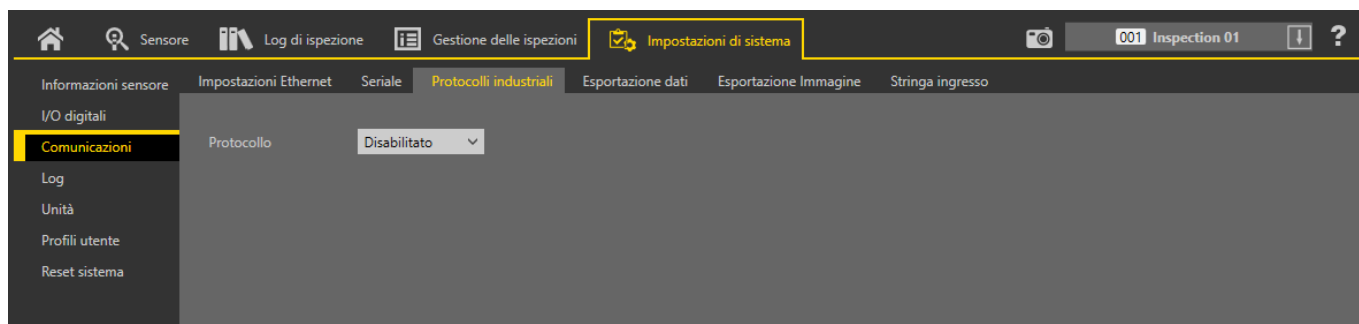 Sensore Log di ispezione Gestione delle ispezioni Impostazioni di sistema 001 Inspection 01 ?
Informazioni sensore Impostazioni Ethernet Seriale Protocolli industriali Esportazione dati Esportazione Immagine Stringa ingresso
I/O digitali
Protocollo Disabilitato
Comunicazioni
Log
Unità
Profili utente
Reset sistema